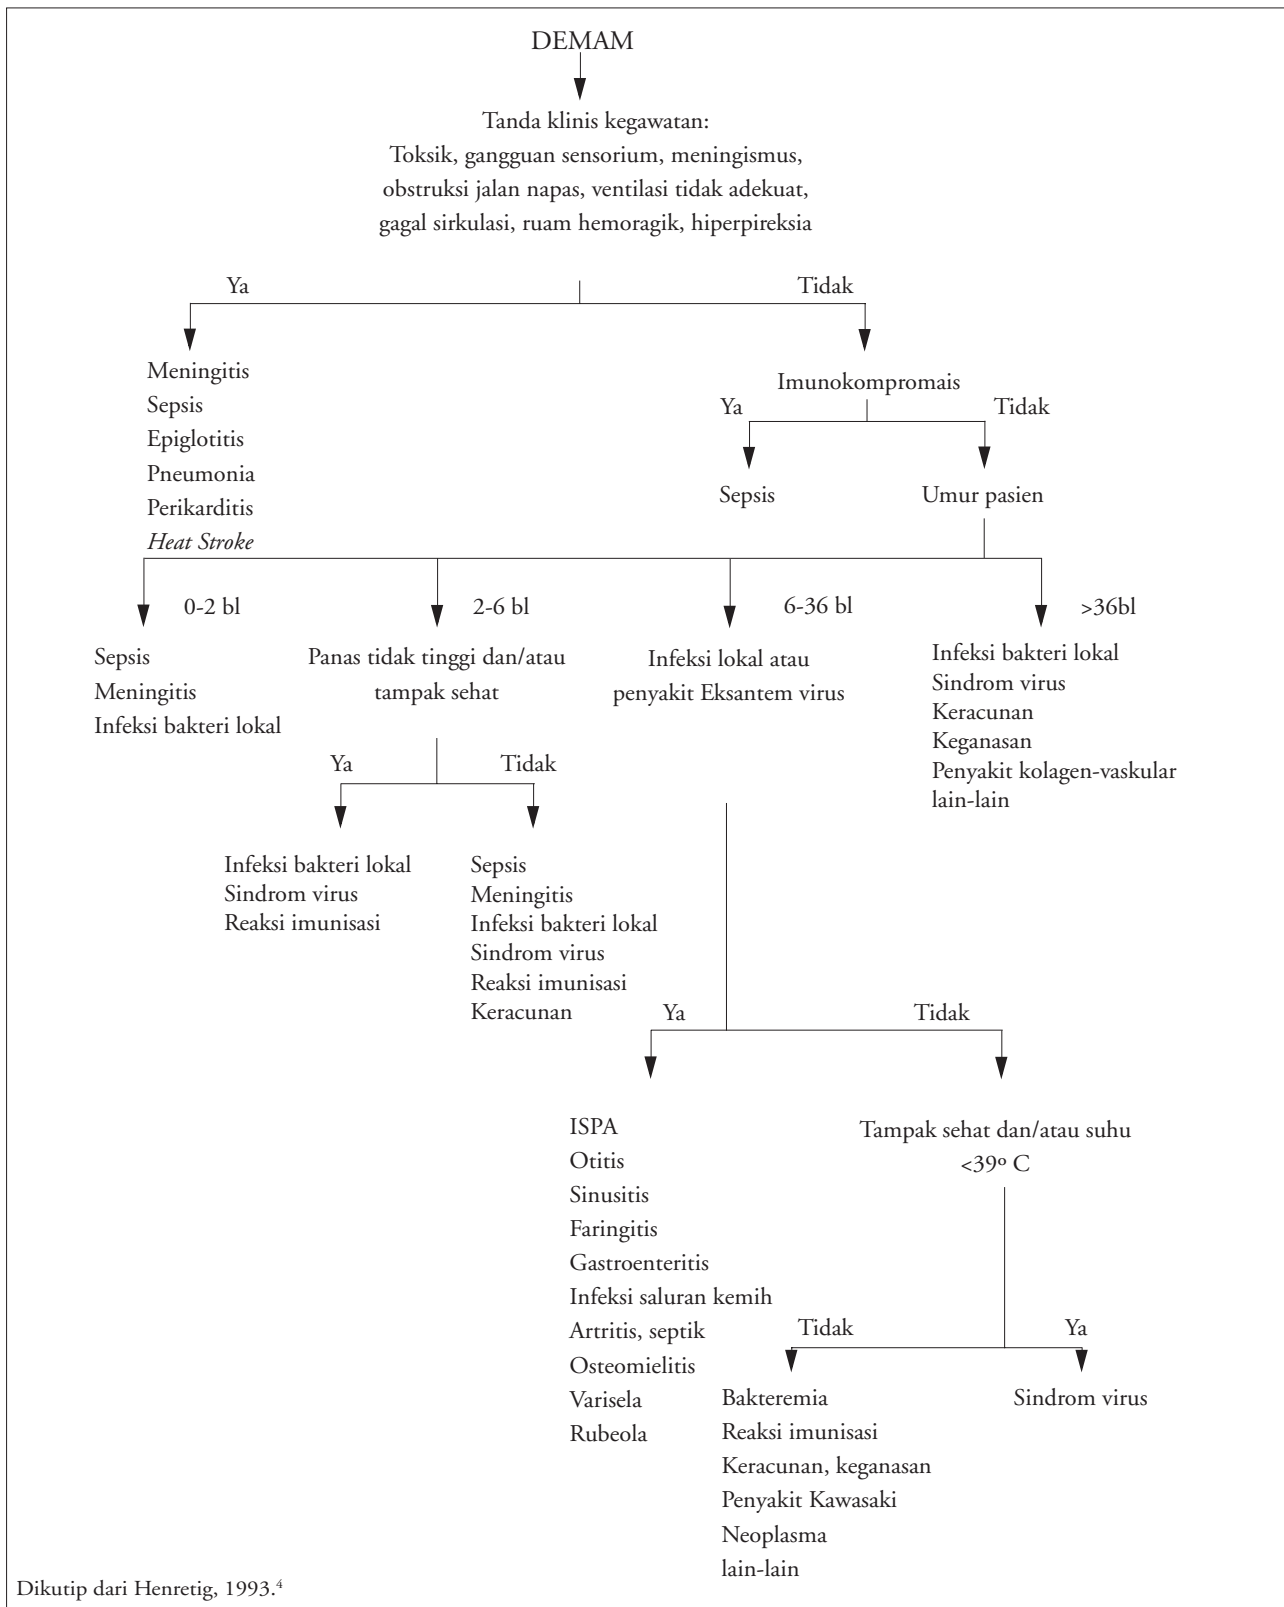 DEMAM
Tanda klinis kegawatan:
Toksik, gangguan sensorium, meningismus,
obstruksi jalan napas, ventilasi tidak adekuat,
gagal sirkulasi, ruam hemoragik, hiperpireksia
Ya
Tidak
Meningitis
Sepsis
Epiglotitis
Pneumonia
Perikarditis
Heat Stroke
Imunokompromais
Ya
Tidak
Sepsis
Umur pasien
0-2 bl
2-6 bl
6-36 bl
>36bl
Sepsis
Meningitis
Infeksi bakteri lokal
Panas tidak tinggi dan/atau
tampak sehat
Infeksi lokal atau
penyakit Eksantem virus
Infeksi bakteri lokal
Sindrom virus
Keracunan
Keganasan
Penyakit kolagen-vaskular
lain-lain
Ya
Tidak
Infeksi bakteri lokal
Sindrom virus
Reaksi imunisasi
Sepsis
Meningitis
Infeksi bakteri lokal
Sindrom virus
Reaksi imunisasi
Keracunan
Ya
Tidak
ISPA
Otitis
Sinusitis
Faringitis
Gastroenteritis
Infeksi saluran kemih
Artritis, septik
Osteomielitis
Varisela
Rubeola
Tampak sehat dan/atau suhu
<39º C
Tidak
Ya
Bakteremia
Reaksi imunisasi
Keracunan, keganasan
Penyakit Kawasaki
Neoplasma
lain-lain
Sindrom virus
Dikutip dari Henretig, 1993.⁴